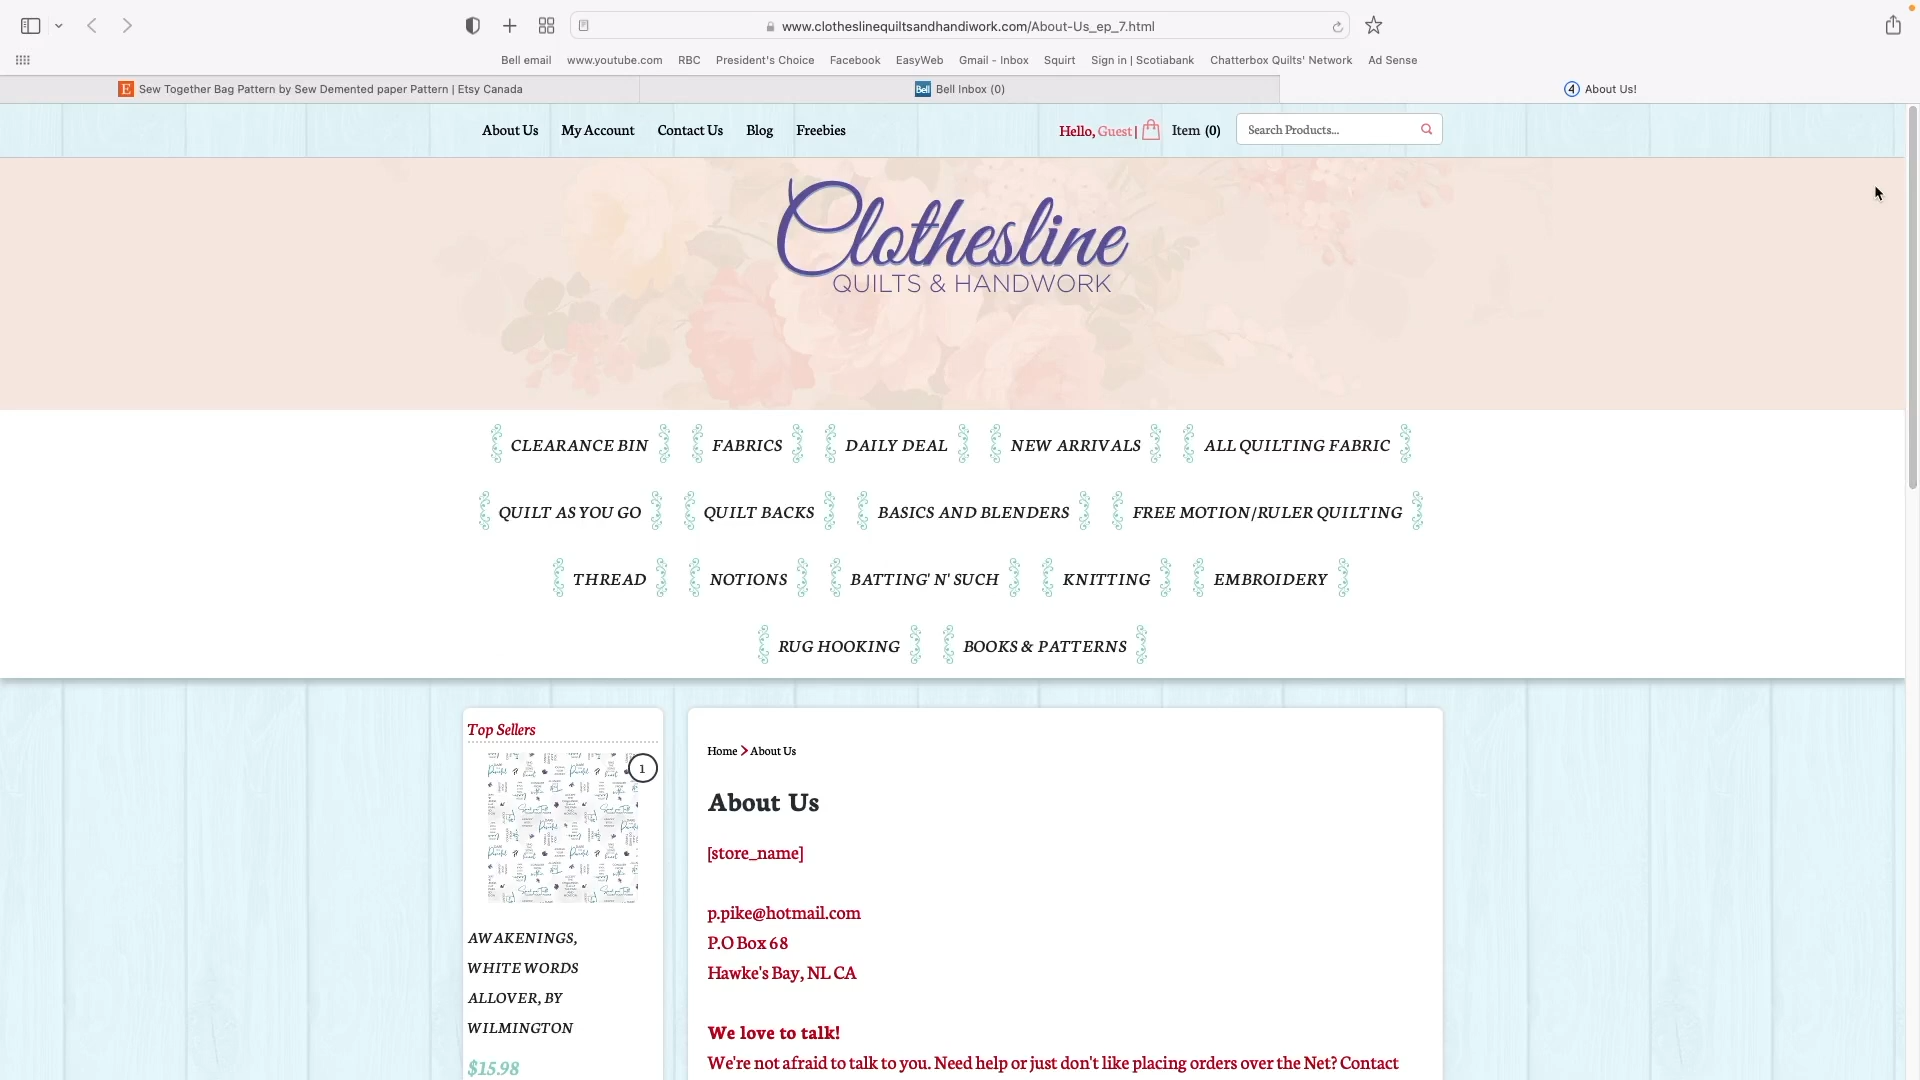 www.clotheslinequiltsandhandiwork.com/About-Us_ep_7.html
Bell email www.youtube.com RBC President's Choice Facebook EasyWeb Gmail - Inbox Squirt Sign in | Scotiabank Chatterbox Quilts' Network Ad Sense
E Sew Together Bag Pattern by Sew Demented paper Pattern | Etsy Canada
Bell Bell Inbox (0)
4 About Us!
About Us My Account Contact Us Blog Freebies
Hello, Guest | Item (0)
Search Products...
Clothesline
QUILTS & HANDWORK
CLEARANCE BIN FABRICS DAILY DEAL NEW ARRIVALS ALL QUILTING FABRIC
QUILT AS YOU GO QUILT BACKS BASICS AND BLENDERS FREE MOTION/RULER QUILTING
THREAD NOTIONS BATTING' N' SUCH KNITTING EMBROIDERY
RUG HOOKING BOOKS & PATTERNS
Top Sellers
1
AWAKENINGS,
WHITE WORDS
ALLOVER, BY
WILMINGTON
$15.98
Home > About Us
About Us
[store_name]
p.pike@hotmail.com
P.O Box 68
Hawke's Bay, NL CA
We love to talk!
We're not afraid to talk to you. Need help or just don't like placing orders over the Net? Contact